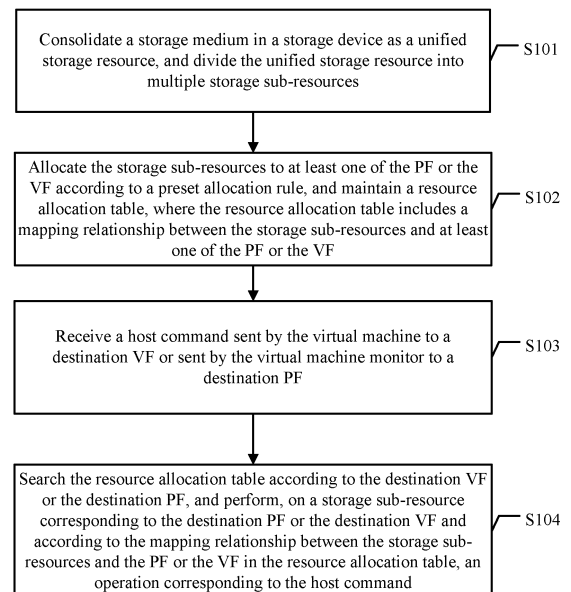 Consolidate a storage medium in a storage device as a unified
storage resource, and divide the unified storage resource into
multiple storage sub-resources
S101
Allocate the storage sub-resources to at least one of the PF or the
VF according to a preset allocation rule, and maintain a resource
allocation table, where the resource allocation table includes a
mapping relationship between the storage sub-resources and at least
one of the PF or the VF
S102
Receive a host command sent by the virtual machine to a
destination VF or sent by the virtual machine monitor to a
destination PF
S103
Search the resource allocation table according to the destination VF
or the destination PF, and perform, on a storage sub-resource
corresponding to the destination PF or the destination VF and
according to the mapping relationship between the storage sub-
resources and the PF or the VF in the resource allocation table, an
operation corresponding to the host command
S104